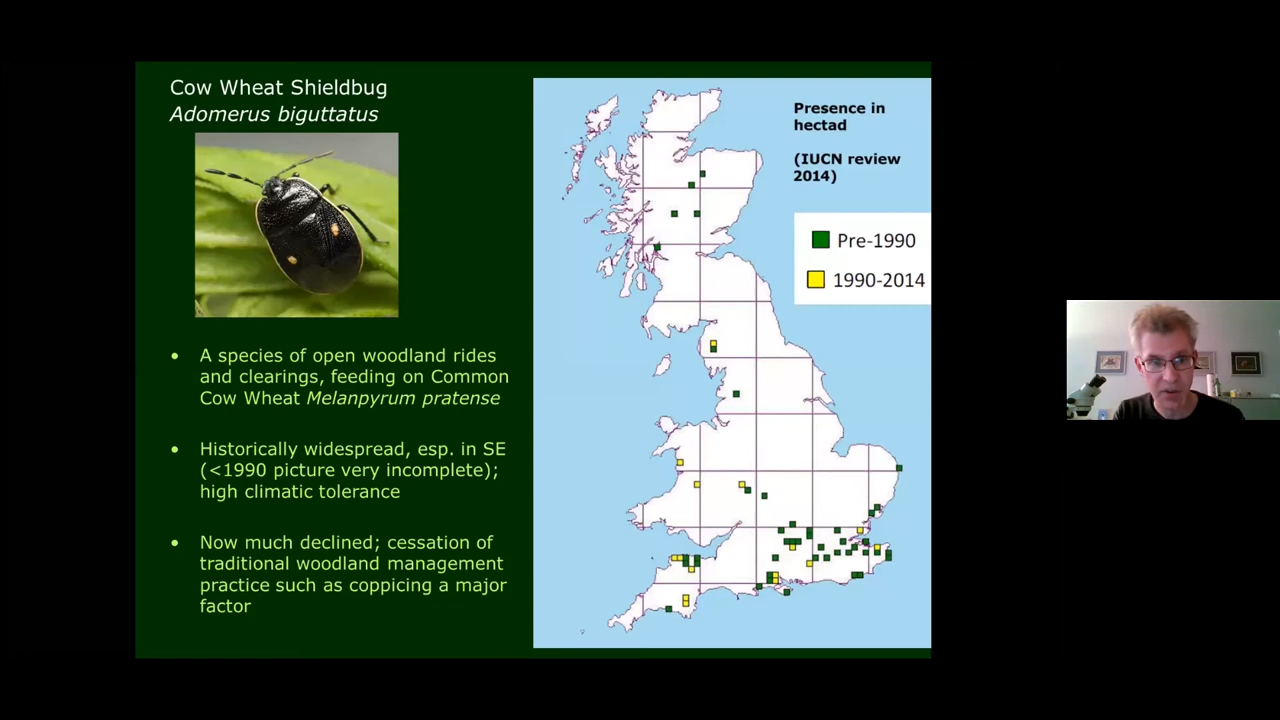 Cow Wheat Shieldbug
Adomerus biguttatus
• A species of open woodland rides
and clearings, feeding on Common
Cow Wheat Melanpyrum pratense
• Historically widespread, esp. in SE
(<1990 picture very incomplete);
high climatic tolerance
• Now much declined; cessation of
traditional woodland management
practice such as coppicing a major
factor
Presence in
hectad
(IUCN review
2014)
Pre-1990
1990-2014